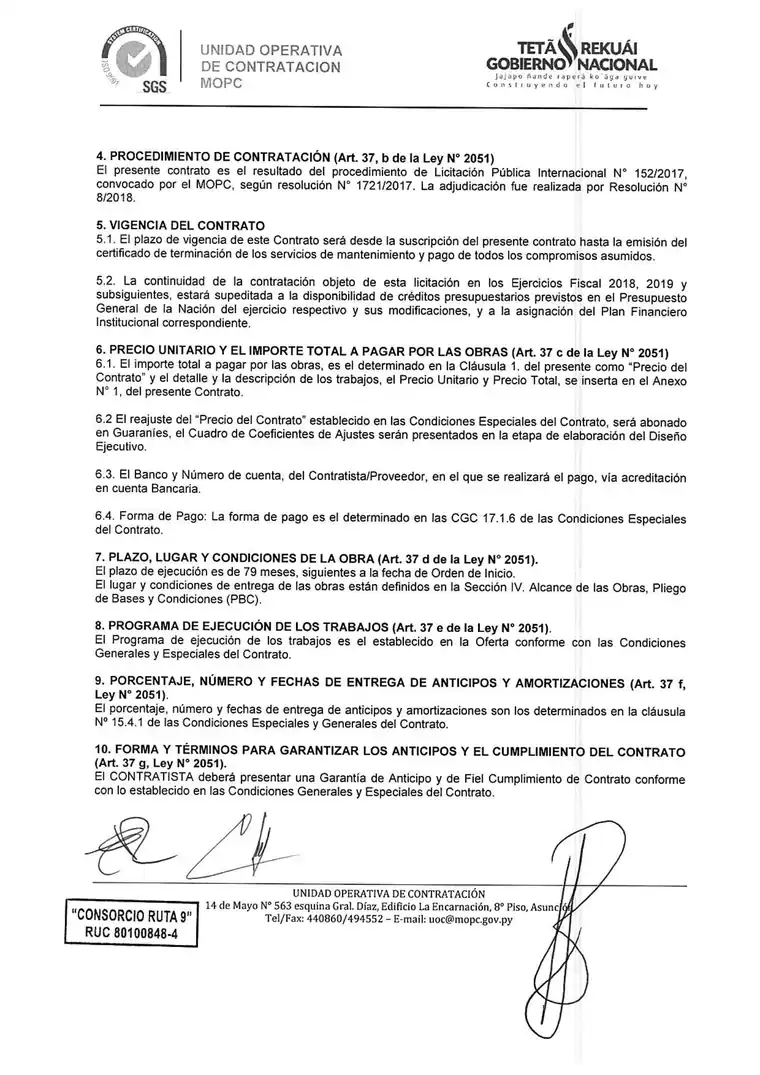 SYSTEM CERTIFICATION
ISO 9001
SGS
UNIDAD OPERATIVA
DE CONTRATACION
MOPC
TETÃ REKUÁI
GOBIERNO NACIONAL
Jajapo ñande raperã ko'ãga guive
Construyendo el futuro hoy
4. PROCEDIMIENTO DE CONTRATACIÓN (Art. 37, b de la Ley N° 2051)
El presente contrato es el resultado del procedimiento de Licitación Pública Internacional N° 152/2017,
convocado por el MOPC, según resolución N° 1721/2017. La adjudicación fue realizada por Resolución N°
8/2018.
5. VIGENCIA DEL CONTRATO
5.1. El plazo de vigencia de este Contrato será desde la suscripción del presente contrato hasta la emisión del
certificado de terminación de los servicios de mantenimiento y pago de todos los compromisos asumidos.
5.2. La continuidad de la contratación objeto de esta licitación en los Ejercicios Fiscal 2018, 2019 y
subsiguientes, estará supeditada a la disponibilidad de créditos presupuestarios previstos en el Presupuesto
General de la Nación del ejercicio respectivo y sus modificaciones, y a la asignación del Plan Financiero
Institucional correspondiente.
6. PRECIO UNITARIO Y EL IMPORTE TOTAL A PAGAR POR LAS OBRAS (Art. 37 c de la Ley N° 2051)
6.1. El importe total a pagar por las obras, es el determinado en la Cláusula 1. del presente como “Precio del
Contrato” y el detalle y la descripción de los trabajos, el Precio Unitario y Precio Total, se inserta en el Anexo
N° 1, del presente Contrato.
6.2 El reajuste del “Precio del Contrato” establecido en las Condiciones Especiales del Contrato, será abonado
en Guaraníes, el Cuadro de Coeficientes de Ajustes serán presentados en la etapa de elaboración del Diseño
Ejecutivo.
6.3. El Banco y Número de cuenta, del Contratista/Proveedor, en el que se realizará el pago, vía acreditación
en cuenta Bancaria.
6.4. Forma de Pago: La forma de pago es el determinado en las CGC 17.1.6 de las Condiciones Especiales
del Contrato.
7. PLAZO, LUGAR Y CONDICIONES DE LA OBRA (Art. 37 d de la Ley N° 2051).
El plazo de ejecución es de 79 meses, siguientes a la fecha de Orden de Inicio.
El lugar y condiciones de entrega de las obras están definidos en la Sección IV. Alcance de las Obras, Pliego
de Bases y Condiciones (PBC).
8. PROGRAMA DE EJECUCIÓN DE LOS TRABAJOS (Art. 37 e de la Ley N° 2051).
El Programa de ejecución de los trabajos es el establecido en la Oferta conforme con las Condiciones
Generales y Especiales del Contrato.
9. PORCENTAJE, NÚMERO Y FECHAS DE ENTREGA DE ANTICIPOS Y AMORTIZACIONES (Art. 37 f,
Ley N° 2051).
El porcentaje, número y fechas de entrega de anticipos y amortizaciones son los determinados en la cláusula
Nº 15.4.1 de las Condiciones Especiales y Generales del Contrato.
10. FORMA Y TÉRMINOS PARA GARANTIZAR LOS ANTICIPOS Y EL CUMPLIMIENTO DEL CONTRATO
(Art. 37 g, Ley N° 2051).
El CONTRATISTA deberá presentar una Garantía de Anticipo y de Fiel Cumplimiento de Contrato conforme
con lo establecido en las Condiciones Generales y Especiales del Contrato.
UNIDAD OPERATIVA DE CONTRATACIÓN
14 de Mayo N° 563 esquina Gral. Díaz, Edificio La Encarnación, 8° Piso, Asunción
Tel/Fax: 440860/494552 – E-mail: uoc@mopc.gov.py
"CONSORCIO RUTA 9"
RUC 80100848-4